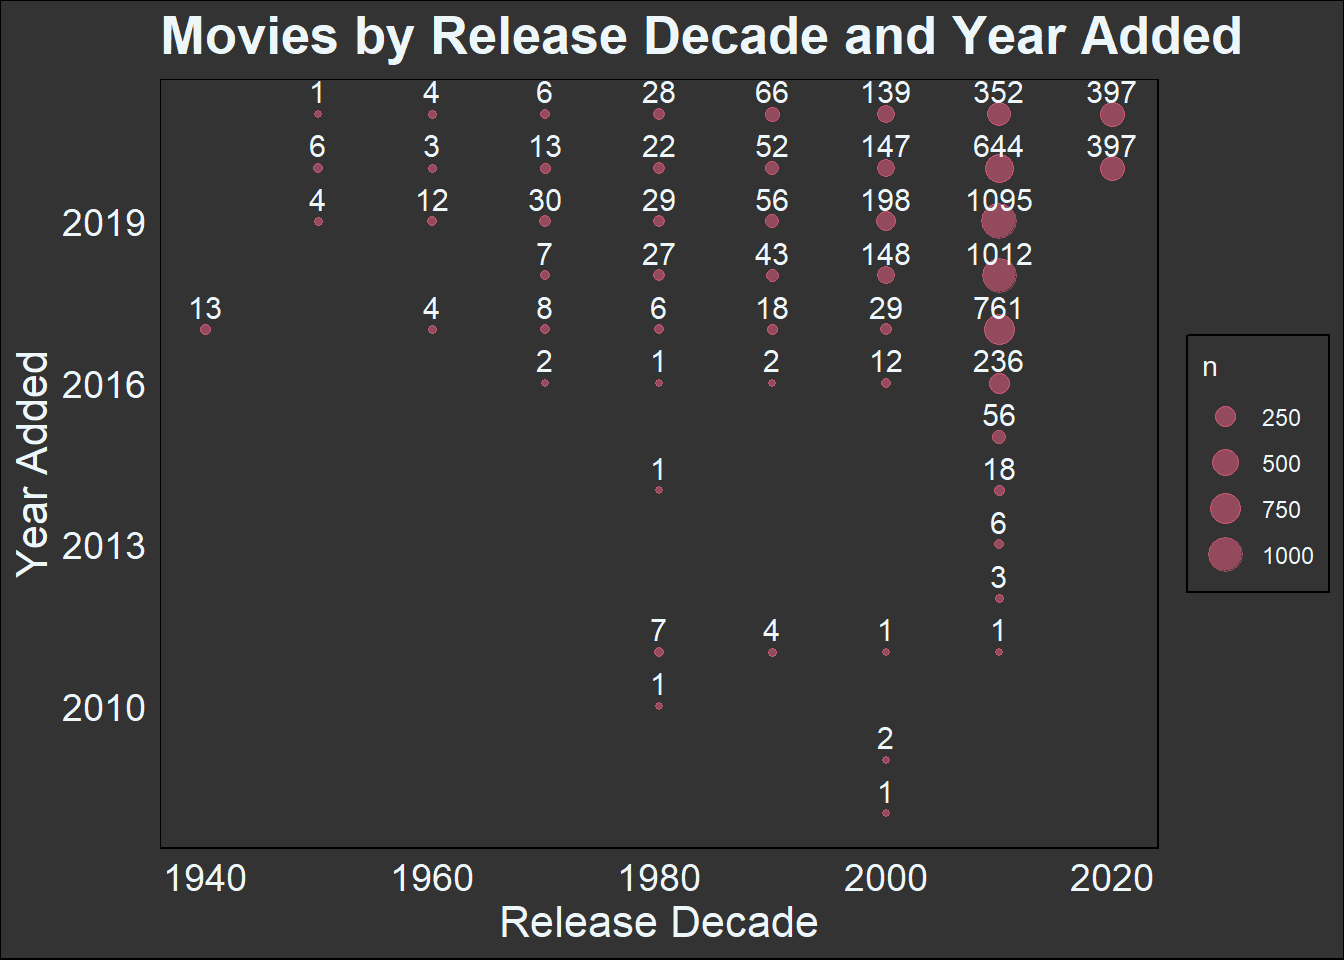 Movies by Release Decade and Year Added
1 4 6 28 66 139 352 397
6 3 13 22 52 147 644 397
4 12 30 29 56 198 1095
2019
7 27 43 148 1012
13 4 8 6 18 29 761
2 1 2 12 236
2016
56
1 18
6
2013
3
7 4 1 1
1
2010
2
1
1940 1960 1980 2000 2020
Release Decade
Year Added
n
250
500
750
1000